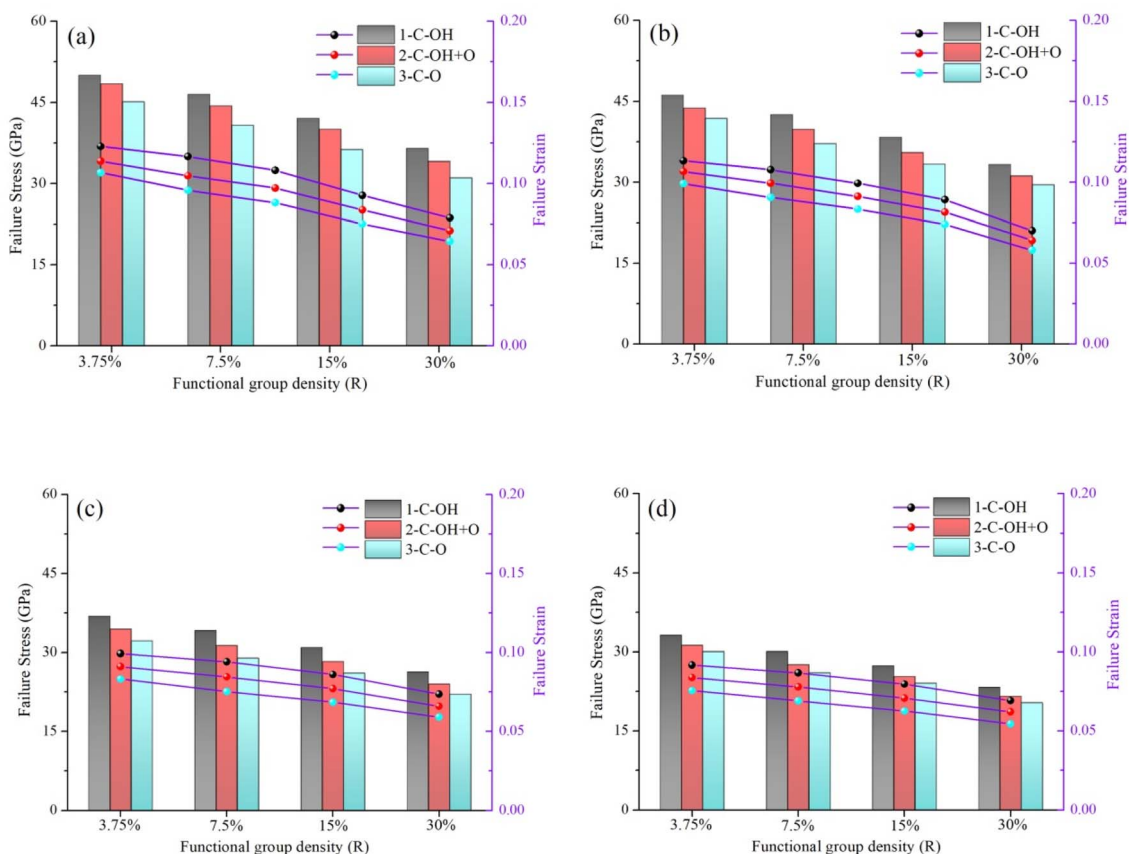 (a)
1-C-OH
2-C-OH+O
3-C-O
60
45
30
15
0
Failure Stress (GPa)
0.20
0.15
0.10
0.05
0.00
Failure Strain
3.75% 7.5% 15% 30%
Functional group density (R)
(b)
1-C-OH
2-C-OH+O
3-C-O
60
45
30
15
0
Failure Stress (GPa)
0.20
0.15
0.10
0.05
0.00
Failure Strain
3.75% 7.5% 15% 30%
Functional group density (R)
(c)
1-C-OH
2-C-OH+O
3-C-O
60
45
30
15
0
Failure Stress (GPa)
0.20
0.15
0.10
0.05
0.00
Failure Strain
3.75% 7.5% 15% 30%
Functional group density (R)
(d)
1-C-OH
2-C-OH+O
3-C-O
60
45
30
15
0
Failure Stress (GPa)
0.20
0.15
0.10
0.05
0.00
Failure Strain
3.75% 7.5% 15% 30%
Functional group density (R)